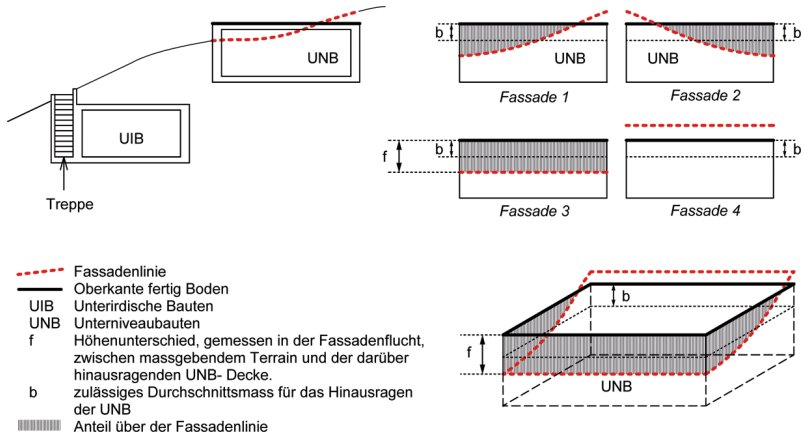 UNB
UIB
Treppe
b
UNB
Fassade 1
b
UNB
Fassade 2
f
b
Fassade 3
b
Fassade 4
Fassadenlinie
Oberkante fertig Boden
UIB Unterirdische Bauten
UNB Unterniveaubauten
f Höhenunterschied, gemessen in der Fassadenflucht,
zwischen massgebendem Terrain und der darüber
hinausragenden UNB- Decke.
b zulässiges Durchschnittsmass für das Hinausragen
der UNB
Anteil über der Fassadenlinie
b
f
UNB